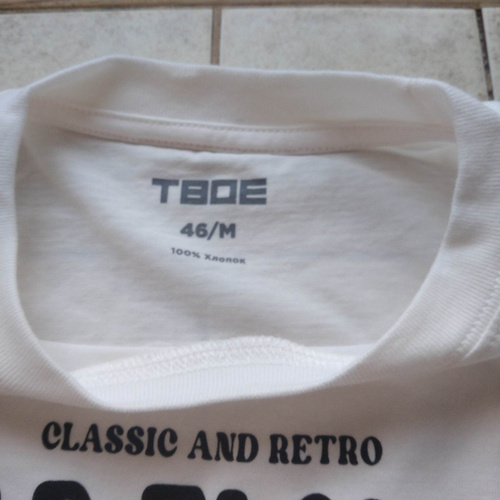 ТВОЕ
46/M
100% Хлопок
CLASSIC AND RETRO